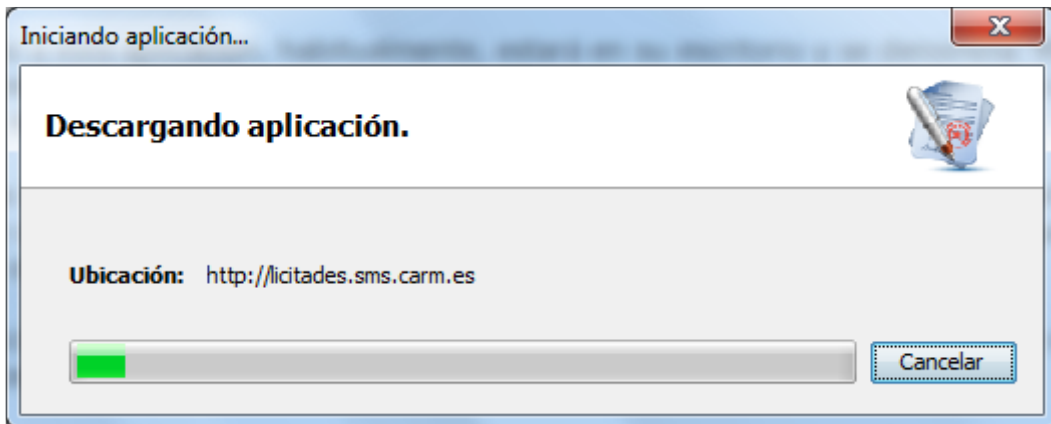 Iniciando aplicación...
Descargando aplicación.
Ubicación: http://licitades.sms.carm.es
Cancelar